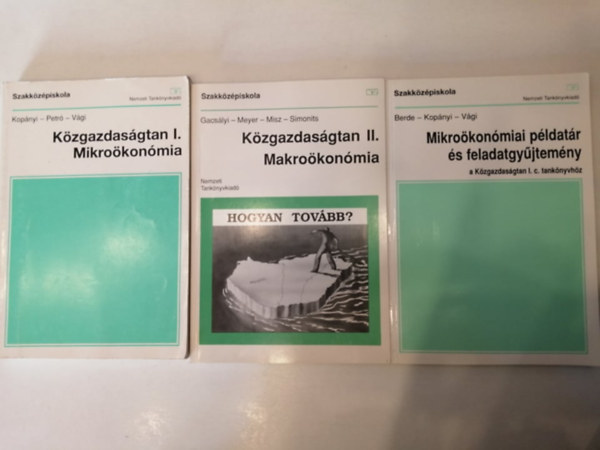 Szakközépiskola
Nemzeti Tankönyvkiadó
Kopányi – Petró – Vági
Közgazdaságtan I.
Mikroökonómia
Szakközépiskola
Gacsályi – Meyer – Misz – Simonits
Közgazdaságtan II.
Makroökonómia
Nemzeti
Tankönyvkiadó
HOGYAN TOVÁBB?
Szakközépiskola
Nemzeti Tankönyvkiadó
Berde – Kopányi – Vági
Mikroökonómiai példatár
és feladatgyűjtemény
a Közgazdaságtan I. c. tankönyvhöz